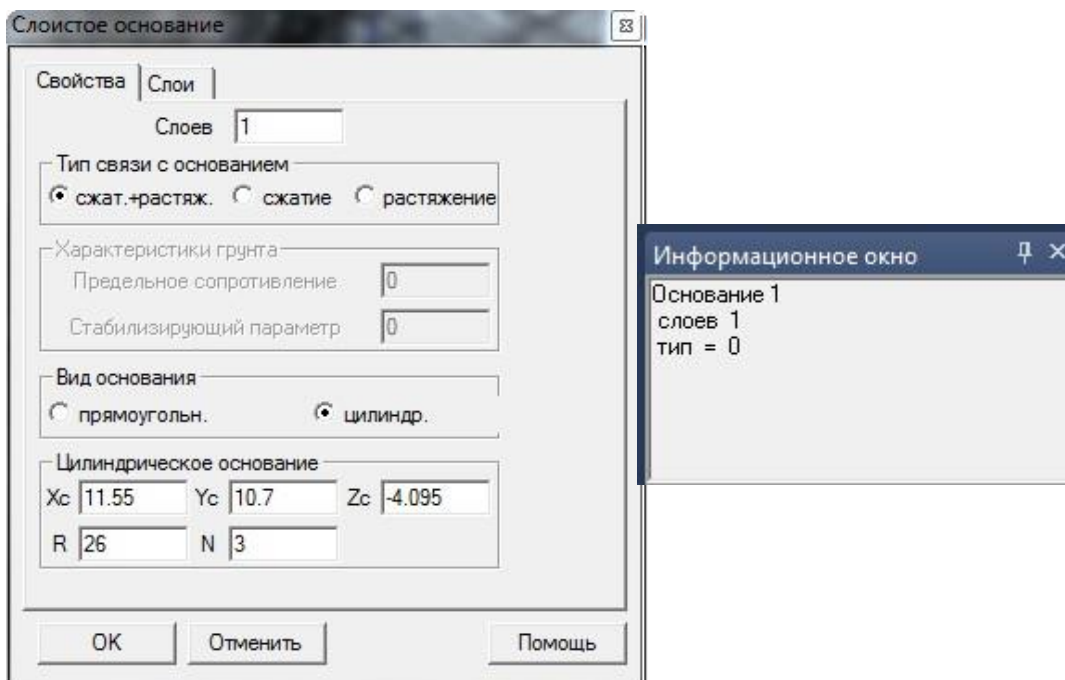 Слоистое основание
Свойства Слои
Слоев 1
Тип связи с основанием
сжат.+растяж. сжатие растяжение
Характеристики грунта
Предельное сопротивление 0
Стабилизирующий параметр 0
Вид основания
прямоугольн. цилиндр.
Цилиндрическое основание
Xc 11.55 Yc 10.7 Zc -4.095
R 26 N 3
OK Отменить Помощь
Информационное окно
Основание 1
слоев 1
тип = 0